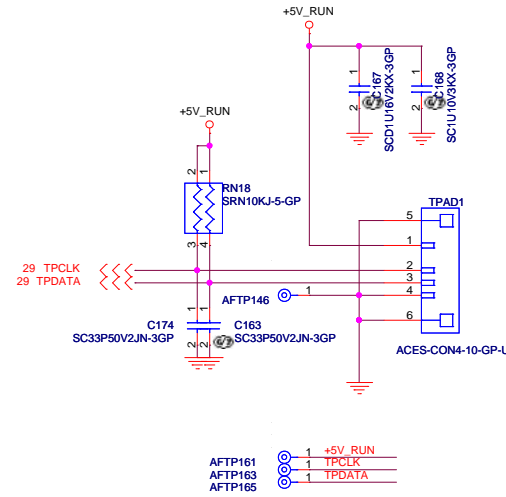 +5V_RUN
1
C167
2
SCD1U16V2KX-3GP
1
C168
2
SC1U10V3KX-3GP
+5V_RUN
2
1
RN18
SRN10KJ-5-GP
3
4
TPAD1
5
1
2
3
4
6
29 TPCLK
29 TPDATA
AFTP146
1
C174
SC33P50V2JN-3GP
1
2
1
2
C163
SC33P50V2JN-3GP
ACES-CON4-10-GP-U
AFTP161 1 +5V_RUN
AFTP163 1 TPCLK
AFTP165 1 TPDATA